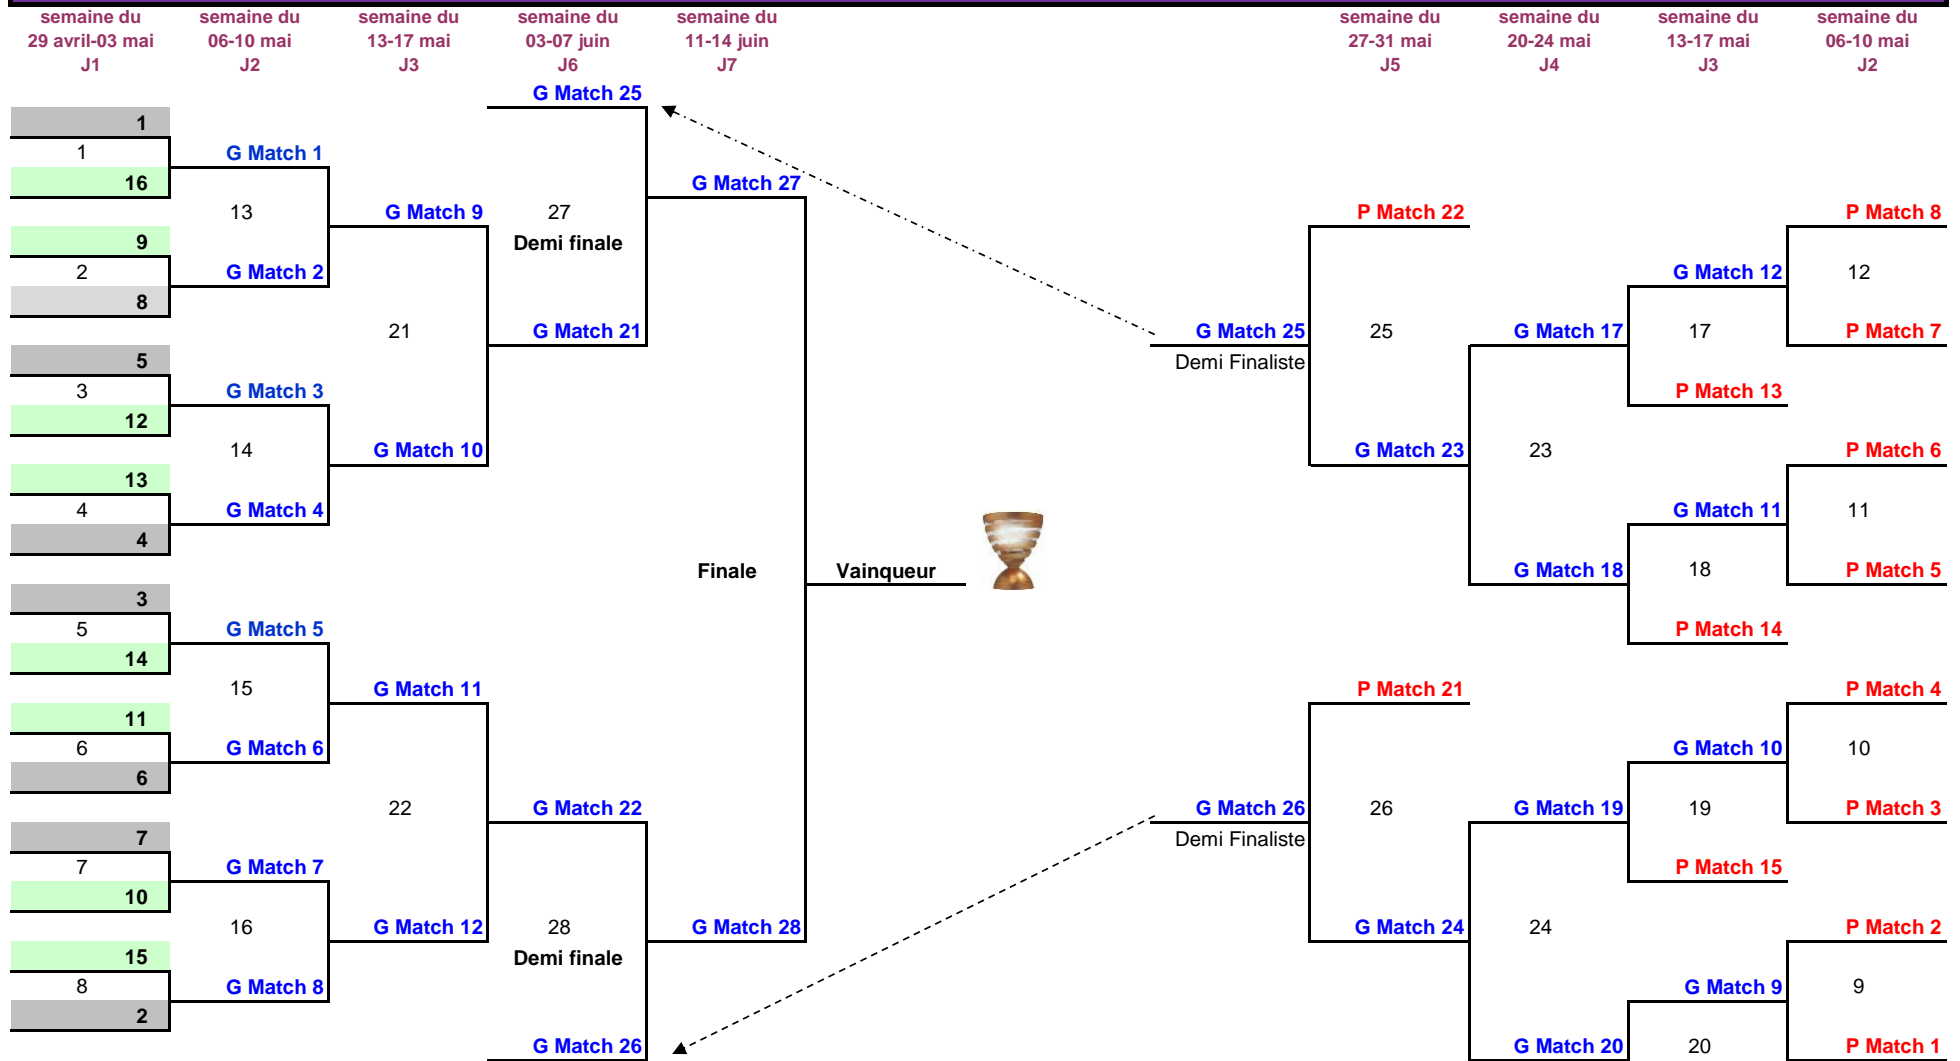 semaine du semaine du semaine du semaine du semaine du semaine du semaine du semaine du semaine du
29 avril-03 mai 06-10 mai 13-17 mai 03-07 juin 11-14 juin 27-31 mai 20-24 mai 13-17 mai 06-10 mai
J1 J2 J3 J6 J7 J5 J4 J3 J2
G Match 25
1
1 G Match 1
16 G Match 27
13 G Match 9 27 P Match 22 P Match 8
9 Demi finale
2 G Match 2 G Match 12 12
8
21 G Match 21 G Match 25 25 G Match 17 17 P Match 7
5 Demi Finaliste
3 G Match 3 P Match 13
12
14 G Match 10 G Match 23 23 P Match 6
13
4 G Match 4 G Match 11 11
4
Finale Vainqueur G Match 18 18 P Match 5
3
5 G Match 5 P Match 14
14
15 G Match 11 P Match 21 P Match 4
11
6 G Match 6 G Match 10 10
6
22 G Match 22 G Match 26 26 G Match 19 19 P Match 3
7 Demi Finaliste
7 G Match 7 P Match 15
10
16 G Match 12 28 G Match 28 G Match 24 24 P Match 2
15 Demi finale
8 G Match 8 G Match 9 9
2
G Match 26 G Match 20 20 P Match 1